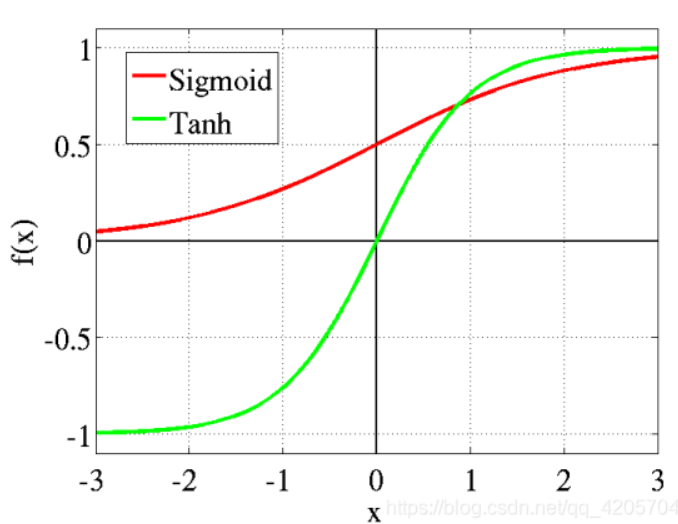 1
Sigmoid
Tanh
0.5
f(x)
0
-0.5
-1
-3 -2 -1 0 1 2 3
x
https://blog.csdn.net/qq_4205704